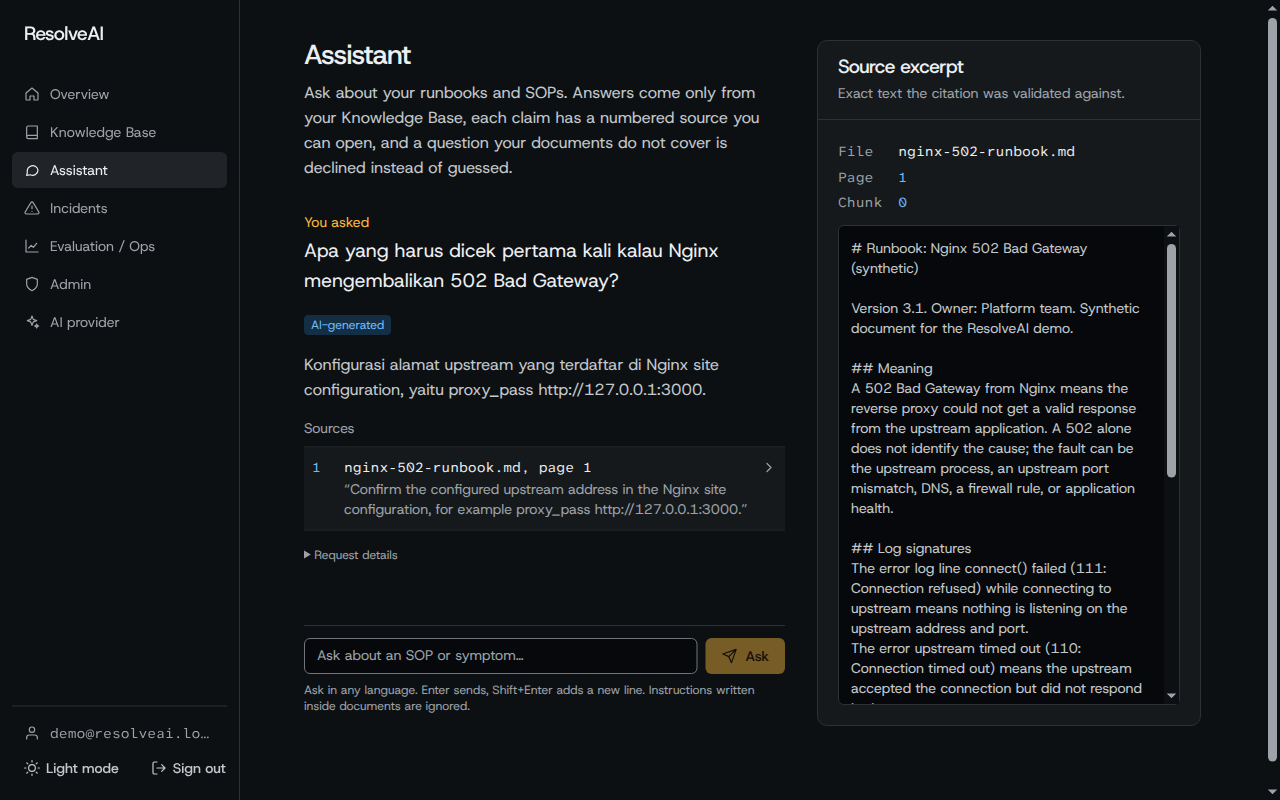 ResolveAI
Overview
Knowledge Base
Assistant
Incidents
Evaluation / Ops
Admin
AI provider
demo@resolveai.lo…
Light mode
Sign out
Assistant
Ask about your runbooks and SOPs. Answers come only from
your Knowledge Base, each claim has a numbered source you
can open, and a question your documents do not cover is
declined instead of guessed.
You asked
Apa yang harus dicek pertama kali kalau Nginx
mengembalikan 502 Bad Gateway?
AI-generated
Konfigurasi alamat upstream yang terdaftar di Nginx site
configuration, yaitu proxy_pass http://127.0.0.1:3000.
Sources
1 nginx-502-runbook.md, page 1
“Confirm the configured upstream address in the Nginx site
configuration, for example proxy_pass http://127.0.0.1:3000.”
Request details
Ask about an SOP or symptom…
Ask
Ask in any language. Enter sends, Shift+Enter adds a new line. Instructions written
inside documents are ignored.
Source excerpt
Exact text the citation was validated against.
File nginx-502-runbook.md
Page 1
Chunk 0
# Runbook: Nginx 502 Bad Gateway
(synthetic)
Version 3.1. Owner: Platform team. Synthetic
document for the ResolveAI demo.
## Meaning
A 502 Bad Gateway from Nginx means the
reverse proxy could not get a valid response
from the upstream application. A 502 alone
does not identify the cause; the fault can be
the upstream process, an upstream port
mismatch, DNS, a firewall rule, or application
health.
## Log signatures
The error log line connect() failed (111:
Connection refused) while connecting to
upstream means nothing is listening on the
upstream address and port.
The error upstream timed out (110:
Connection timed out) means the upstream
accepted the connection but did not respond